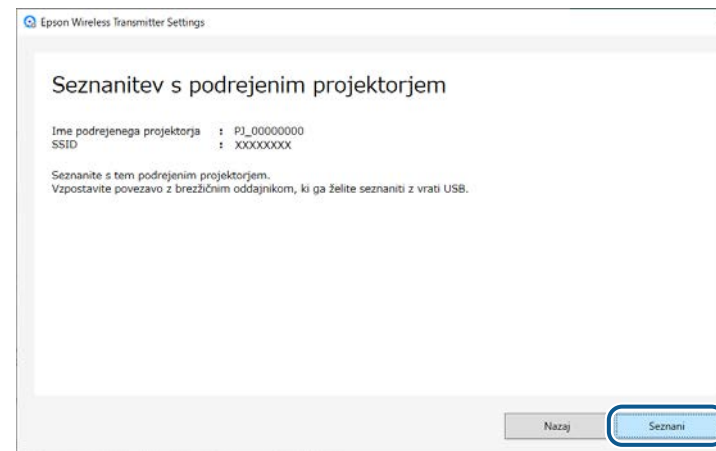 Epson Wireless Transmitter Settings
Seznanitev s podrejenim projektorjem
Ime podrejenega projektorja : PJ_00000000
SSID : XXXXXXXX
Seznanite s tem podrejenim projektorjem.
Vzpostavite povezavo z brezžičnim oddajnikom, ki ga želite seznaniti z vrati USB.
Nazaj Seznani